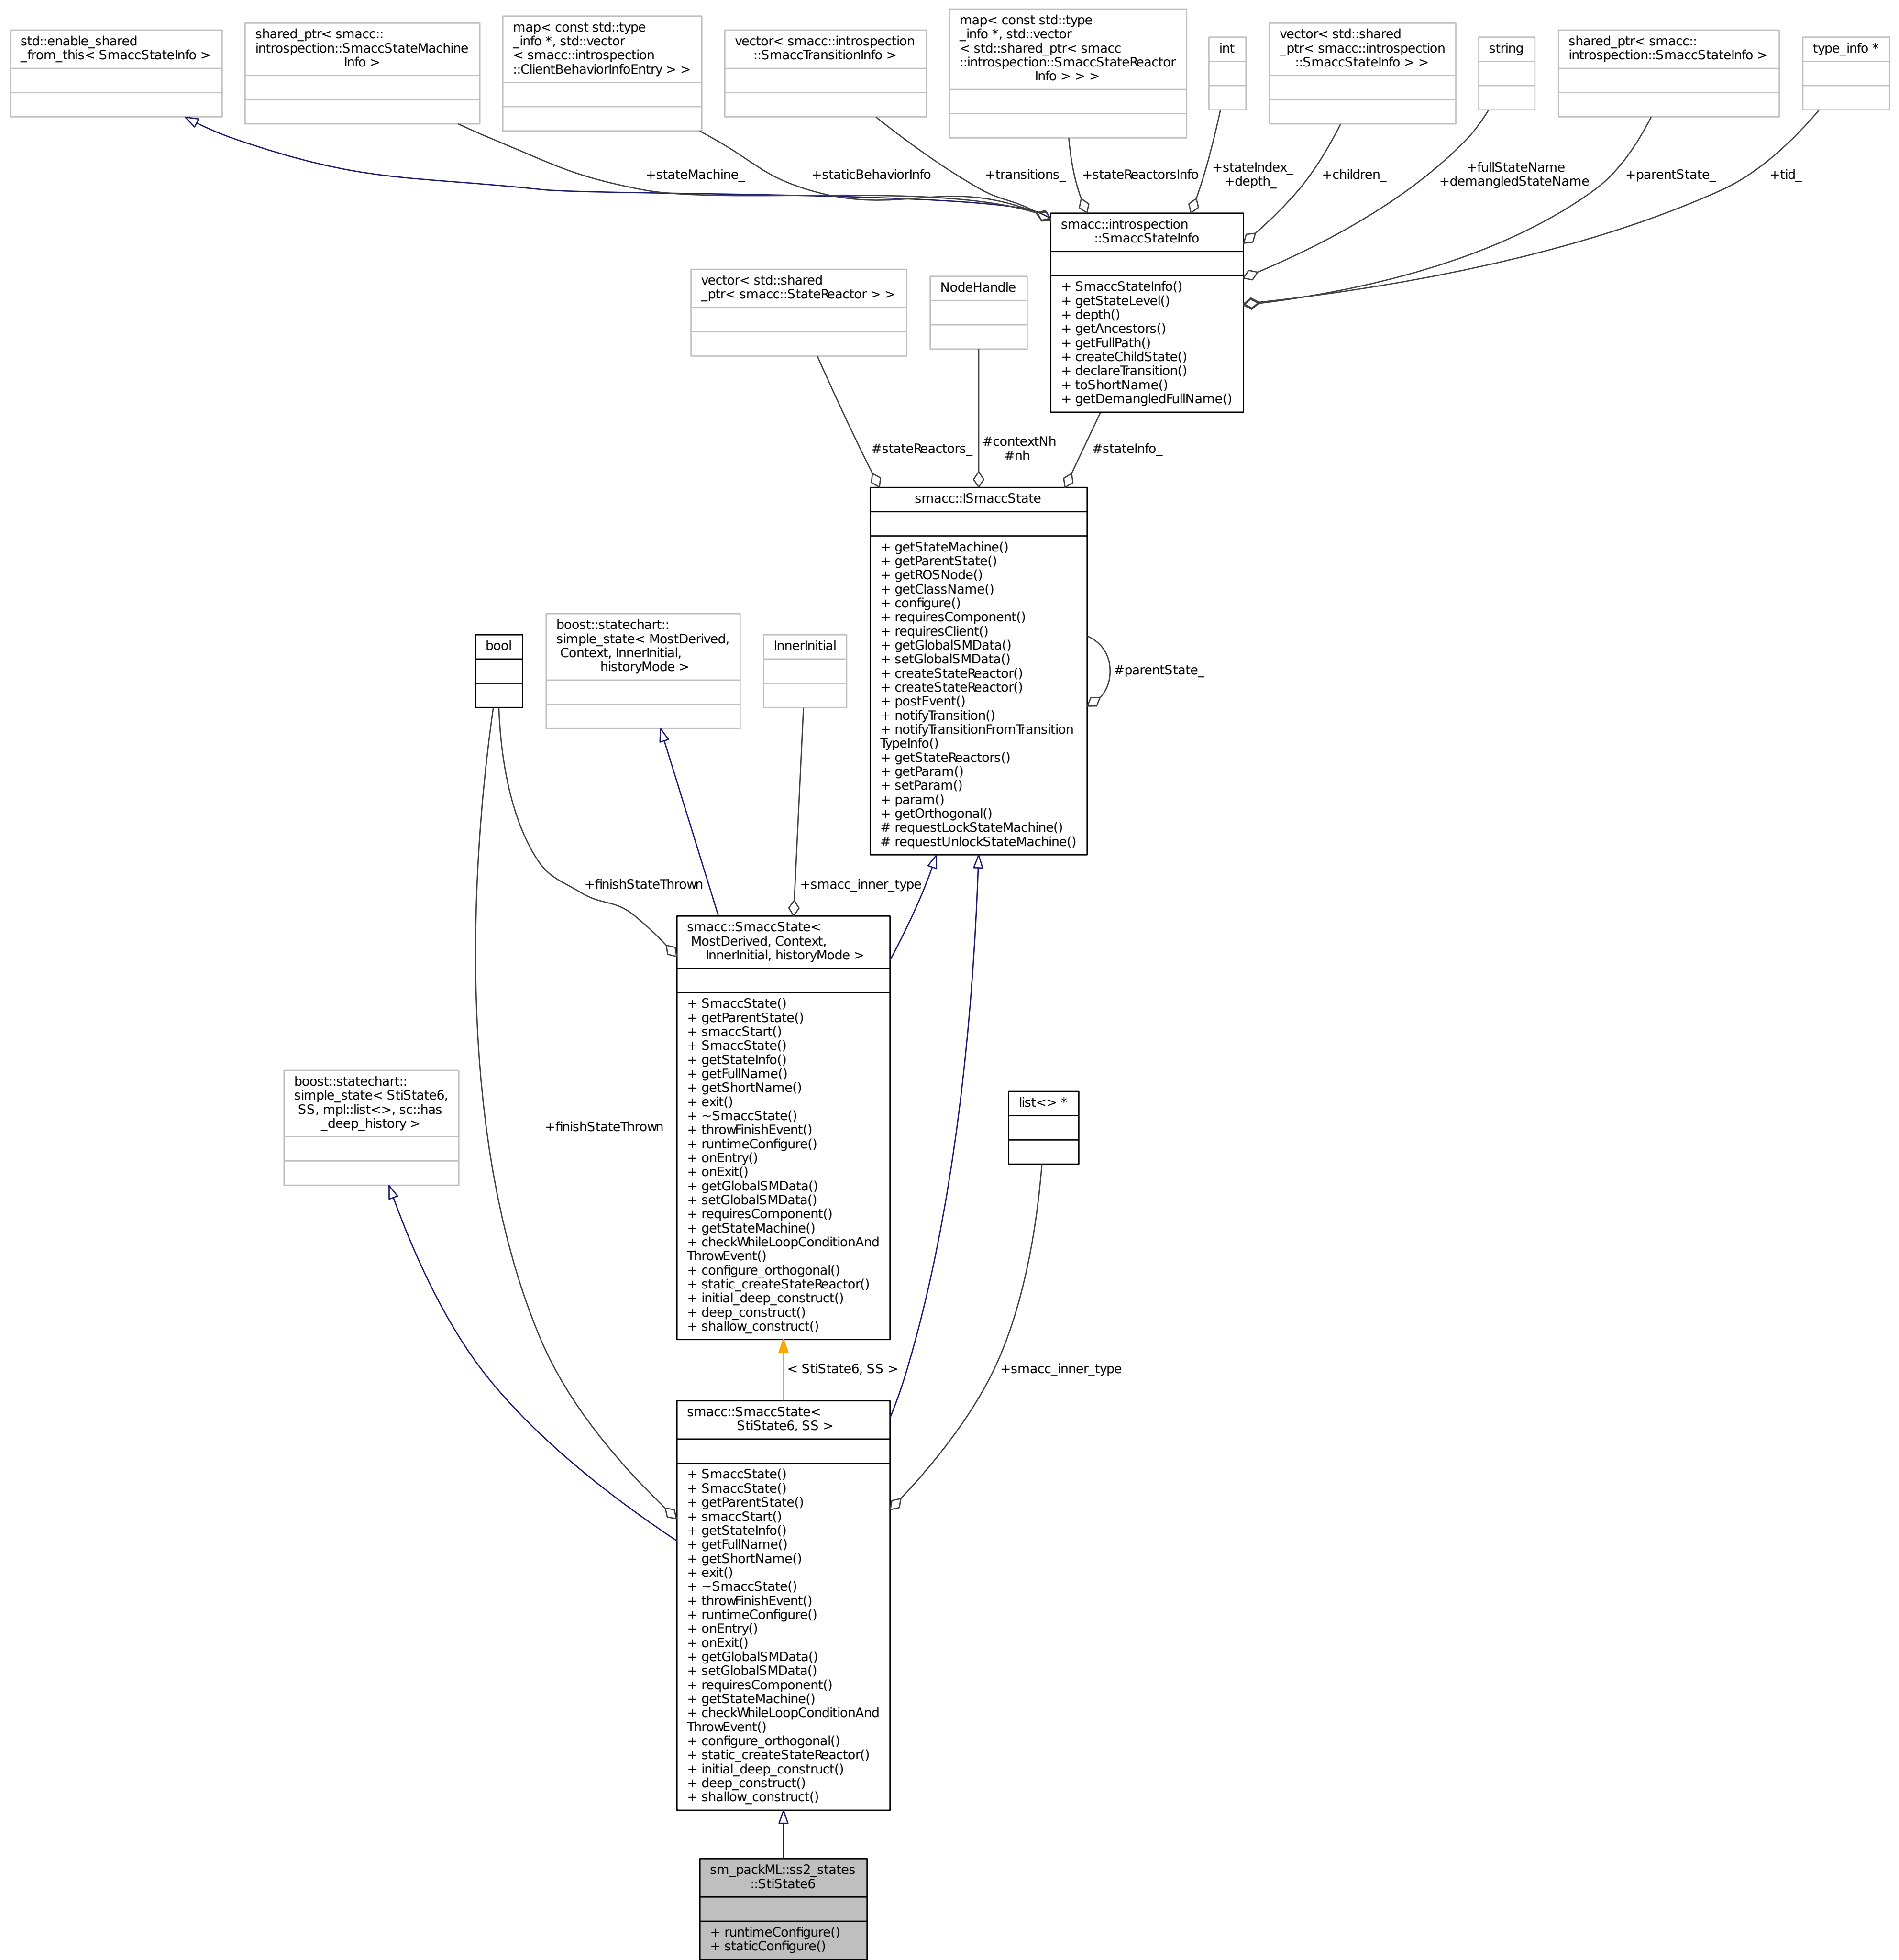 std::enable_shared
_from_this< SmaccStateInfo >
shared_ptr< smacc::
introspection::SmaccStateMachine
Info >
map< const std::type
_info *, std::vector
< smacc::introspection
::ClientBehaviorInfoEntry > >
vector< smacc::introspection
::SmaccTransitionInfo >
map< const std::type
_info *, std::vector
< std::shared_ptr< smacc
::introspection::SmaccStateReactor
Info > > >
int
vector< std::shared
_ptr< smacc::introspection
::SmaccStateInfo > >
string
shared_ptr< smacc::
introspection::SmaccStateInfo >
type_info *
+stateMachine_
+staticBehaviorInfo
+transitions_
+stateReactorsInfo
+stateIndex_
+depth_
+children_
+fullStateName
+demangledStateName
+parentState_
+tid_
smacc::introspection
::SmaccStateInfo
+ SmaccStateInfo()
+ getStateLevel()
+ depth()
+ getAncestors()
+ getFullPath()
+ createChildState()
+ declareTransition()
+ toShortName()
+ getDemangledFullName()
vector< std::shared
_ptr< smacc::StateReactor > >
NodeHandle
#stateReactors_
#contextNh
#nh
#stateInfo_
smacc::ISmaccState
+ getStateMachine()
+ getParentState()
+ getROSNode()
+ getClassName()
+ configure()
+ requiresComponent()
+ requiresClient()
+ getGlobalSMData()
+ setGlobalSMData()
+ createStateReactor()
+ createStateReactor()
+ postEvent()
+ notifyTransition()
+ notifyTransitionFromTransition
TypeInfo()
+ getStateReactors()
+ getParam()
+ setParam()
+ param()
+ getOrthogonal()
# requestLockStateMachine()
# requestUnlockStateMachine()
#parentState_
bool
boost::statechart::
simple_state< MostDerived,
Context, InnerInitial,
historyMode >
InnerInitial
+finishStateThrown
+smacc_inner_type
smacc::SmaccState<
MostDerived, Context,
InnerInitial, historyMode >
+ SmaccState()
+ getParentState()
+ smaccStart()
+ SmaccState()
+ getStateInfo()
+ getFullName()
+ getShortName()
+ exit()
+ ~SmaccState()
+ throwFinishEvent()
+ runtimeConfigure()
+ onEntry()
+ onExit()
+ getGlobalSMData()
+ setGlobalSMData()
+ requiresComponent()
+ getStateMachine()
+ checkWhileLoopConditionAnd
ThrowEvent()
+ configure_orthogonal()
+ static_createStateReactor()
+ initial_deep_construct()
+ deep_construct()
+ shallow_construct()
boost::statechart::
simple_state< StiState6,
SS, mpl::list<>, sc::has
_deep_history >
+finishStateThrown
list<> *
< StiState6, SS >
+smacc_inner_type
smacc::SmaccState<
StiState6, SS >
+ SmaccState()
+ SmaccState()
+ getParentState()
+ smaccStart()
+ getStateInfo()
+ getFullName()
+ getShortName()
+ exit()
+ ~SmaccState()
+ throwFinishEvent()
+ runtimeConfigure()
+ onEntry()
+ onExit()
+ getGlobalSMData()
+ setGlobalSMData()
+ requiresComponent()
+ getStateMachine()
+ checkWhileLoopConditionAnd
ThrowEvent()
+ configure_orthogonal()
+ static_createStateReactor()
+ initial_deep_construct()
+ deep_construct()
+ shallow_construct()
sm_packML::ss2_states
::StiState6
+ runtimeConfigure()
+ staticConfigure()